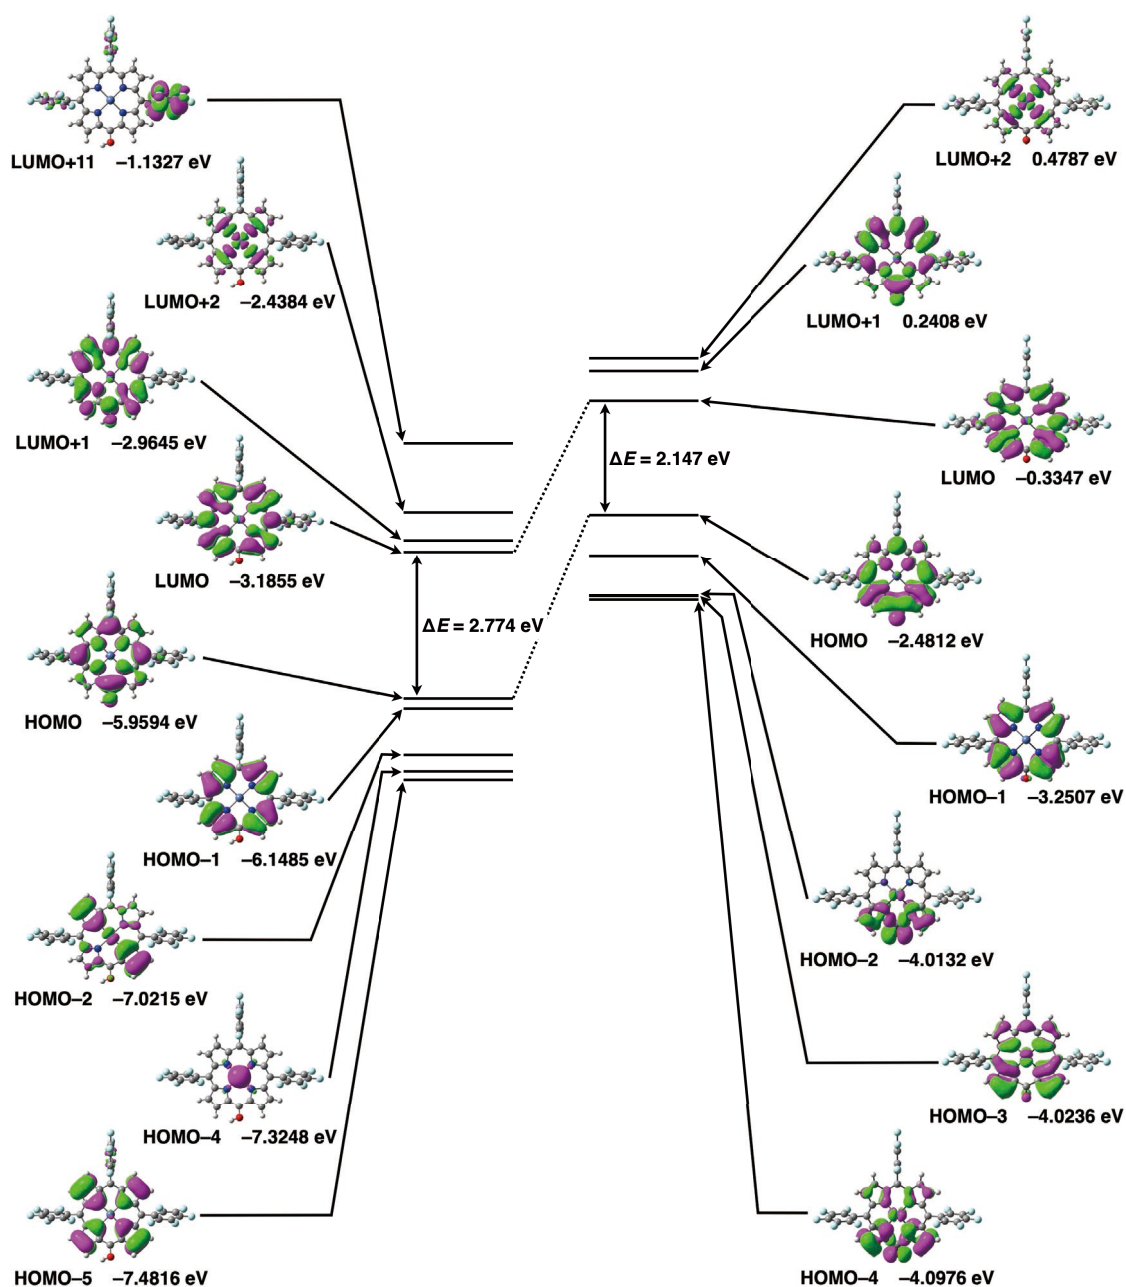 LUMO+11 –1.1327 eV
LUMO+2 –2.4384 eV
LUMO+1 –2.9645 eV
LUMO –3.1855 eV
HOMO –5.9594 eV
HOMO–1 –6.1485 eV
HOMO–2 –7.0215 eV
HOMO–4 –7.3248 eV
HOMO–5 –7.4816 eV
ΔE = 2.774 eV
ΔE = 2.147 eV
LUMO+2 0.4787 eV
LUMO+1 0.2408 eV
LUMO –0.3347 eV
HOMO –2.4812 eV
HOMO–1 –3.2507 eV
HOMO–2 –4.0132 eV
HOMO–3 –4.0236 eV
HOMO–4 –4.0976 eV